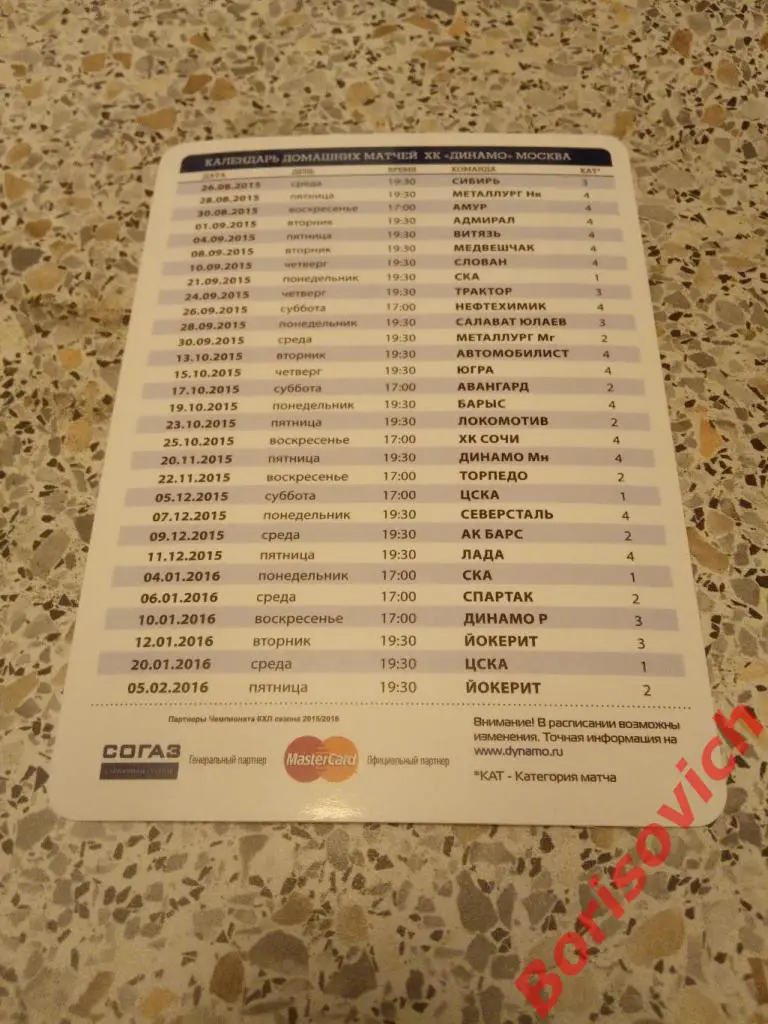 КАЛЕНДАРЬ ДОМАШНИХ МАТЧЕЙ ХК «ДИНАМО» МОСКВА
ДАТА ДЕНЬ ВРЕМЯ КОМАНДА КАТ*
26.08.2015 среда 19:30 СИБИРЬ 3
28.08.2015 пятница 19:30 МЕТАЛЛУРГ Нк 4
30.08.2015 воскресенье 17:00 АМУР 4
01.09.2015 вторник 19:30 АДМИРАЛ 4
04.09.2015 пятница 19:30 ВИТЯЗЬ 4
08.09.2015 вторник 19:30 МЕДВЕШЧАК 4
10.09.2015 четверг 19:30 СЛОВАН 4
21.09.2015 понедельник 19:30 СКА 1
24.09.2015 четверг 19:30 ТРАКТОР 3
26.09.2015 суббота 17:00 НЕФТЕХИМИК 4
28.09.2015 понедельник 19:30 САЛАВАТ ЮЛАЕВ 3
30.09.2015 среда 19:30 МЕТАЛЛУРГ Мг 2
13.10.2015 вторник 19:30 АВТОМОБИЛИСТ 4
15.10.2015 четверг 19:30 ЮГРА 4
17.10.2015 суббота 17:00 АВАНГАРД 2
19.10.2015 понедельник 19:30 БАРЫС 4
23.10.2015 пятница 19:30 ЛОКОМОТИВ 2
25.10.2015 воскресенье 17:00 ХК СОЧИ 4
20.11.2015 пятница 19:30 ДИНАМО Мн 4
22.11.2015 воскресенье 17:00 ТОРПЕДО 2
05.12.2015 суббота 17:00 ЦСКА 1
07.12.2015 понедельник 19:30 СЕВЕРСТАЛЬ 4
09.12.2015 среда 19:30 АК БАРС 2
11.12.2015 пятница 19:30 ЛАДА 4
04.01.2016 понедельник 17:00 СКА 1
06.01.2016 среда 17:00 СПАРТАК 2
10.01.2016 воскресенье 17:00 ДИНАМО Р 3
12.01.2016 вторник 19:30 ЙОКЕРИТ 3
20.01.2016 среда 19:30 ЦСКА 1
05.02.2016 пятница 19:30 ЙОКЕРИТ 2
Партнеры Чемпионата КХЛ сезона 2015/2016
СОГАЗ
Генеральный партнер
MasterCard
Официальный партнер
Внимание! В расписании возможны
изменения. Точная информация на
www.dynamo.ru
*КАТ - Категория матча
Borisovich